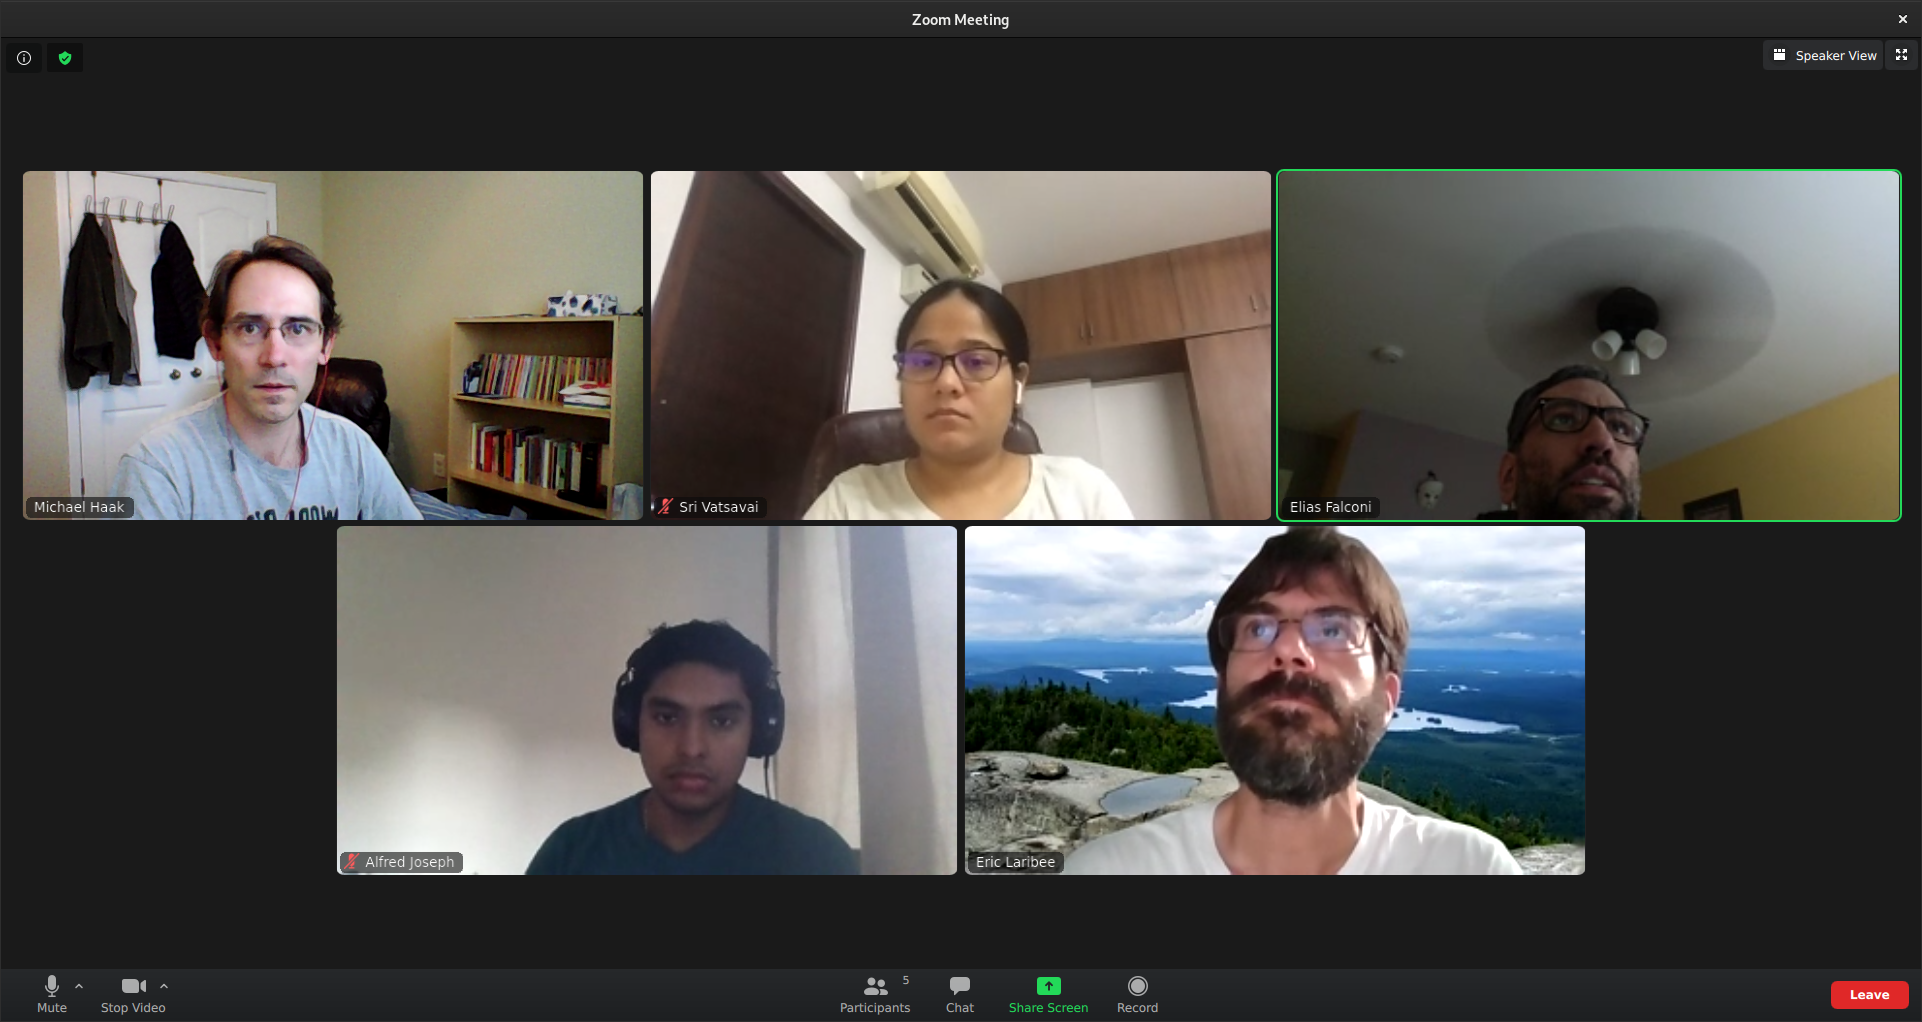 Zoom Meeting
Speaker View
Michael Haak
Sri Vatsavai
Elias Falconi
Alfred Joseph
Eric Laribee
Mute
Stop Video
Participants
5
Chat
Share Screen
Record
Leave